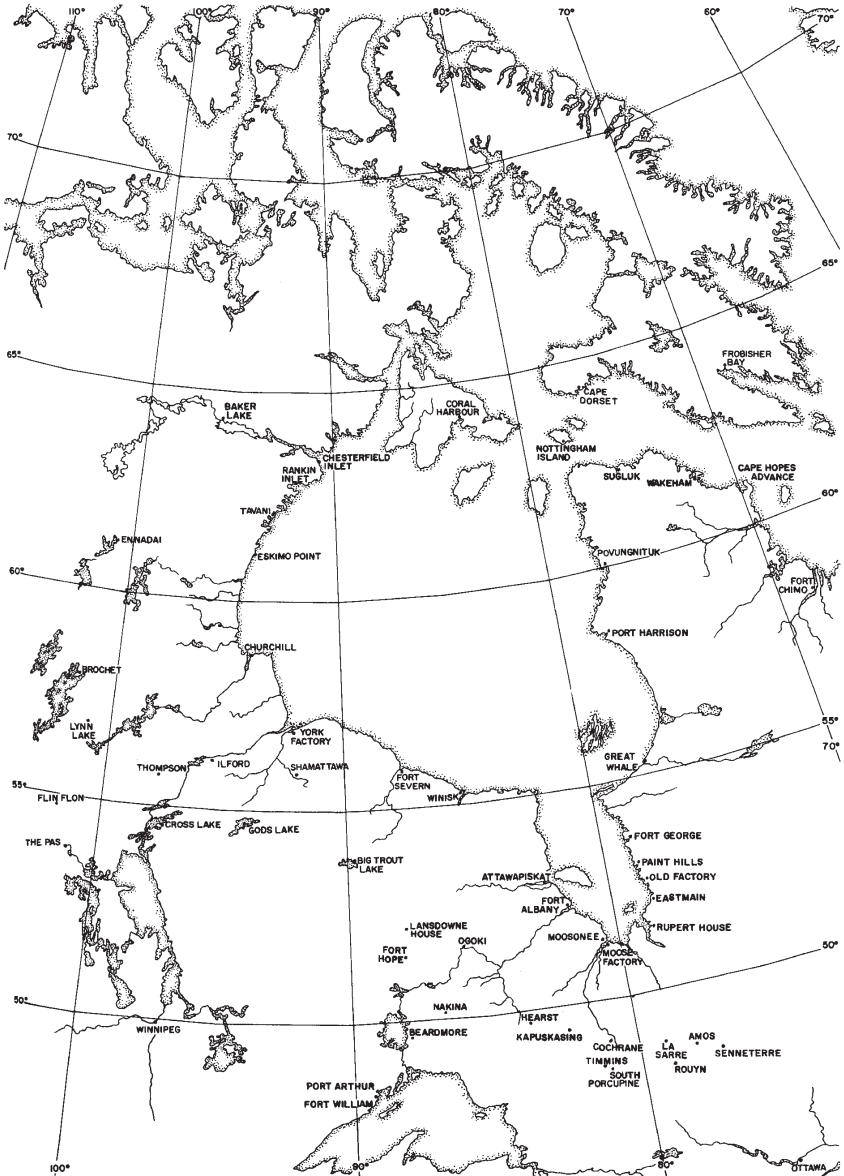 110°
100°
90°
80°
70°
60°
70°
70°
65°
65°
FROBISHER
BAY
CAPE
DORSET
BAKER
LAKE
CORAL
HARBOUR
NOTTINGHAM
ISLAND
CHESTERFIELD
INLET
RANKIN
INLET
SUGLUK
WAKEHAM
CAPE HOPES
ADVANCE
60°
TAVANI
ENNADAI
ESKIMO POINT
POVUNGNITUK
60°
FORT
CHIMO
PORT HARRISON
CHURCHILL
BROCHET
LYNN
LAKE
YORK
FACTORY
55°
70°
GREAT
WHALE
THOMPSON
ILFORD
SHAMATTAWA
FORT
SEVERN
WINISK
55°
FLIN FLON
CROSS LAKE
GODS LAKE
FORT GEORGE
THE PAS
BIG TROUT
LAKE
PAINT HILLS
OLD FACTORY
ATTAWAPISKAT
EASTMAIN
FORT
ALBANY
RUPERT HOUSE
LANSDOWNE
HOUSE
OGOKI
MOOSONEE
MOOSE
FACTORY
50°
FORT
HOPE
50°
NAKINA
WINNIPEG
HEARST
BEARDMORE
KAPUSKASING
COCHRANE
LA
SARRE
AMOS
SENNETERRE
TIMMINS
ROUYN
SOUTH
PORCUPINE
PORT ARTHUR
FORT WILLIAM
100°
90°
80°
OTTAWA